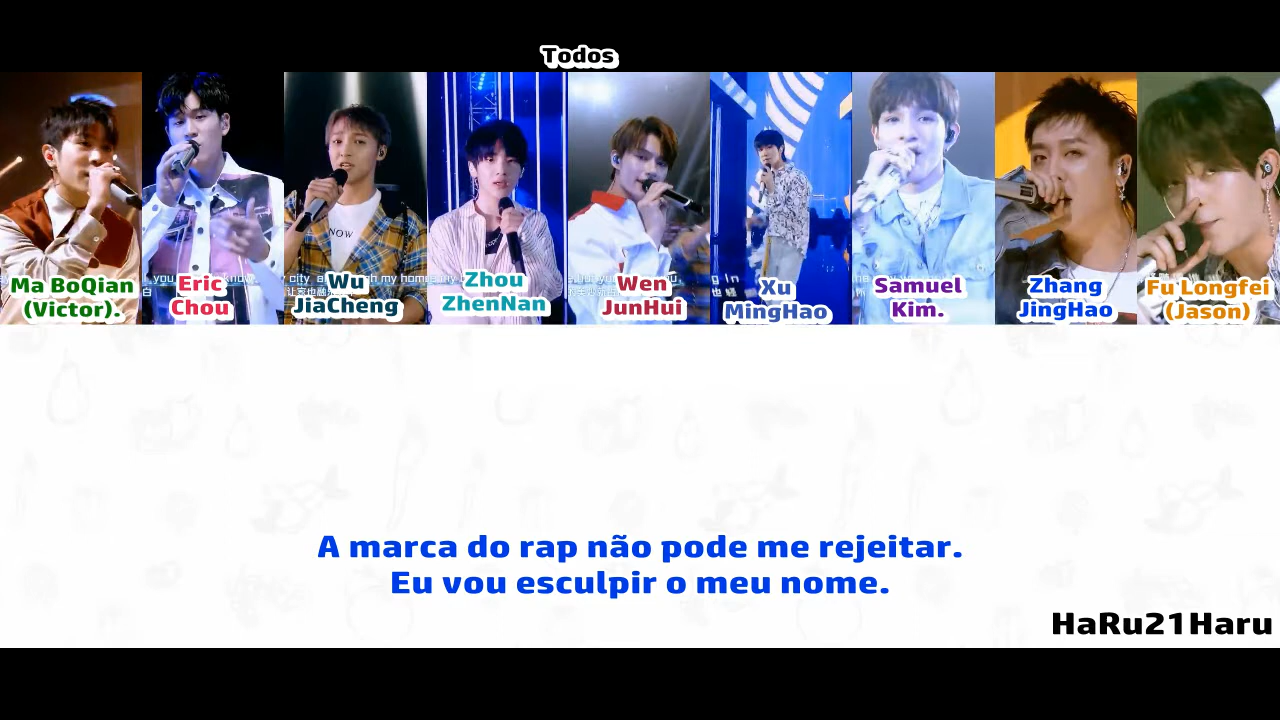 Todos
NOW
Ma BoQian
(Victor).
Eric
Chou
Wu
JiaCheng
Zhou
ZhenNan
Wen
JunHui
Xu
MingHao
Samuel
Kim.
Zhang
JingHao
Fu Longfei
(Jason)
A marca do rap não pode me rejeitar.
Eu vou esculpir o meu nome.
HaRu21Haru